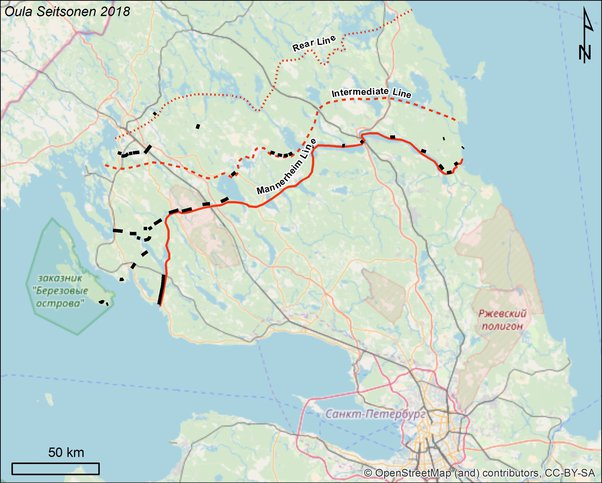 Oula Seitsonen 2018
Rear Line
Intermediate Line
Mannerheim Line
заказник
"Березовые
острова"
Ржевский
полигон
Санкт-Петербург
50 km
© OpenStreetMap (and) contributors, CC-BY-SA
N